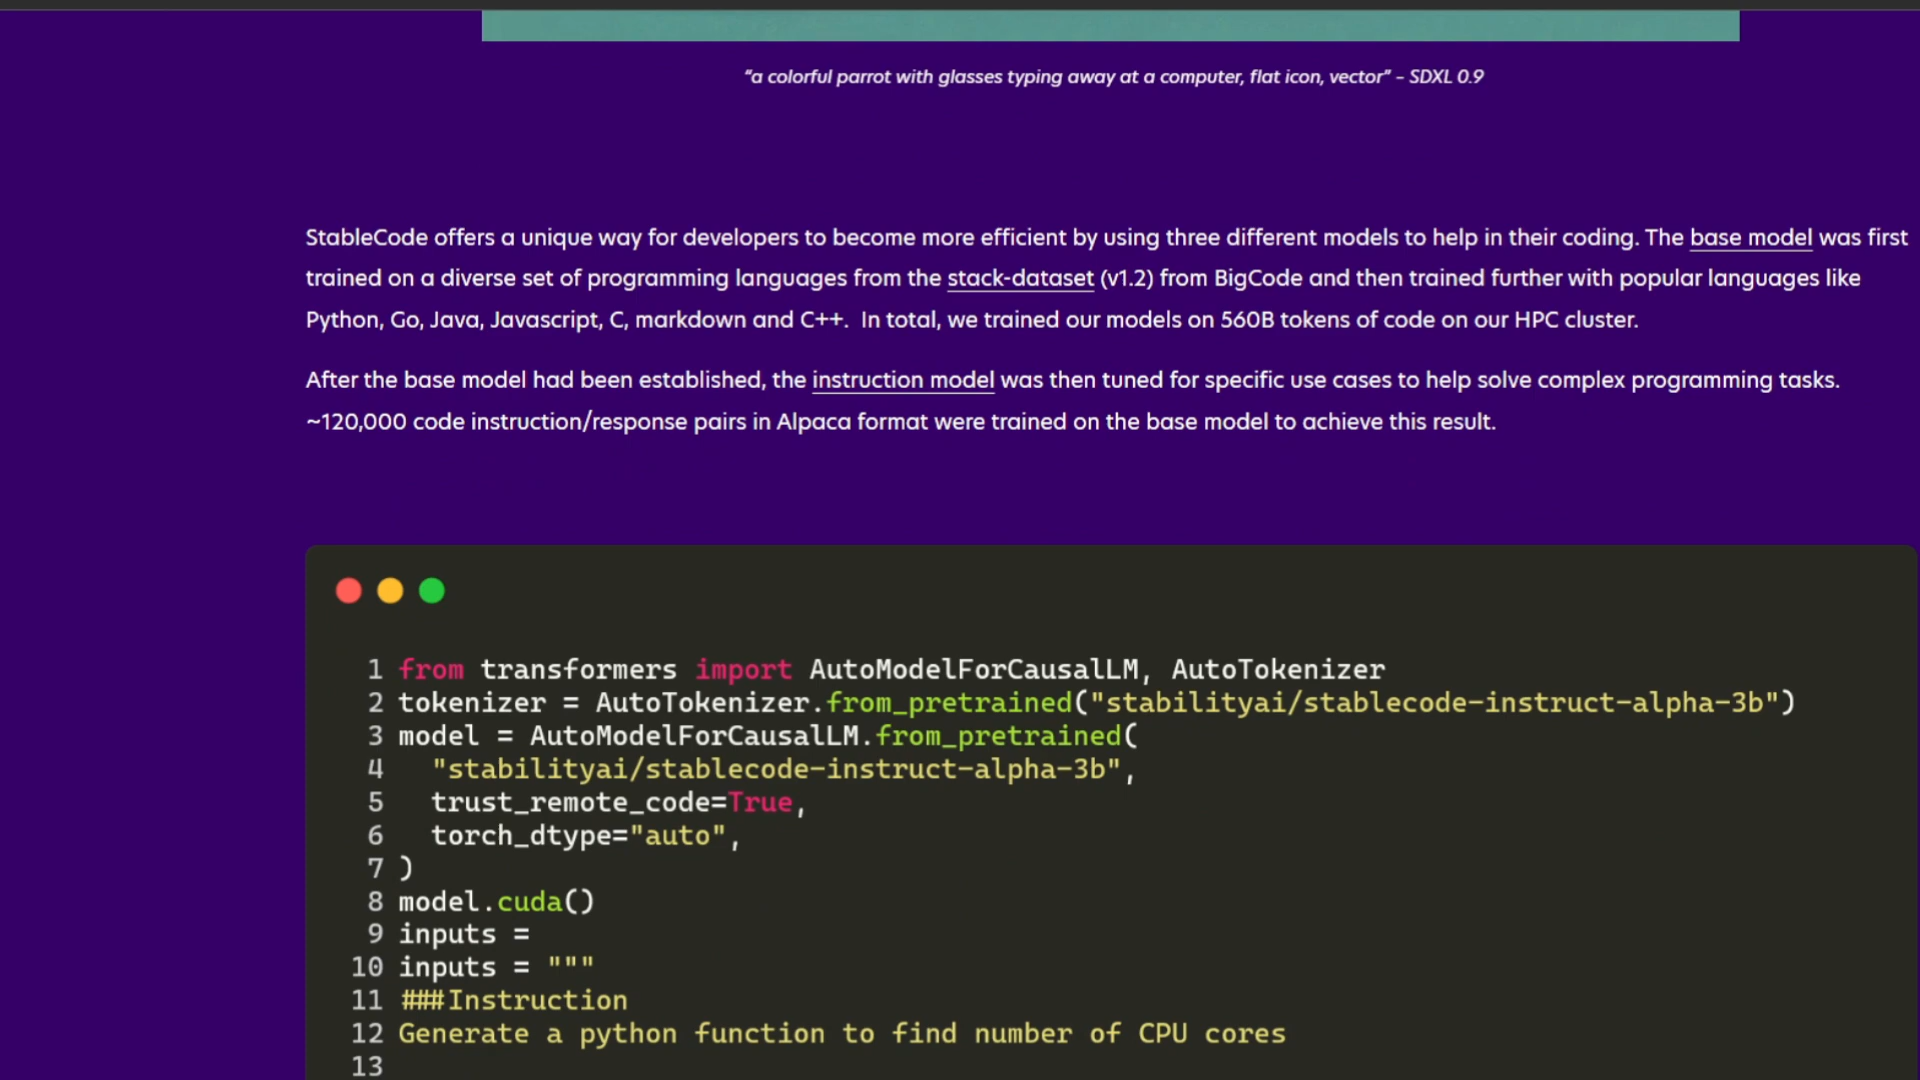 “a colorful parrot with glasses typing away at a computer, flat icon, vector” – SDXL 0.9
StableCode offers a unique way for developers to become more efficient by using three different models to help in their coding. The base model was first
trained on a diverse set of programming languages from the stack-dataset (v1.2) from BigCode and then trained further with popular languages like
Python, Go, Java, Javascript, C, markdown and C++.  In total, we trained our models on 560B tokens of code on our HPC cluster.
After the base model had been established, the instruction model was then tuned for specific use cases to help solve complex programming tasks.
~120,000 code instruction/response pairs in Alpaca format were trained on the base model to achieve this result.
1 from transformers import AutoModelForCausalLM, AutoTokenizer
2 tokenizer = AutoTokenizer.from_pretrained("stabilityai/stablecode-instruct-alpha-3b")
3 model = AutoModelForCausalLM.from_pretrained(
4   "stabilityai/stablecode-instruct-alpha-3b",
5   trust_remote_code=True,
6   torch_dtype="auto",
7 )
8 model.cuda()
9 inputs =
10 inputs = """
11 ###Instruction
12 Generate a python function to find number of CPU cores
13